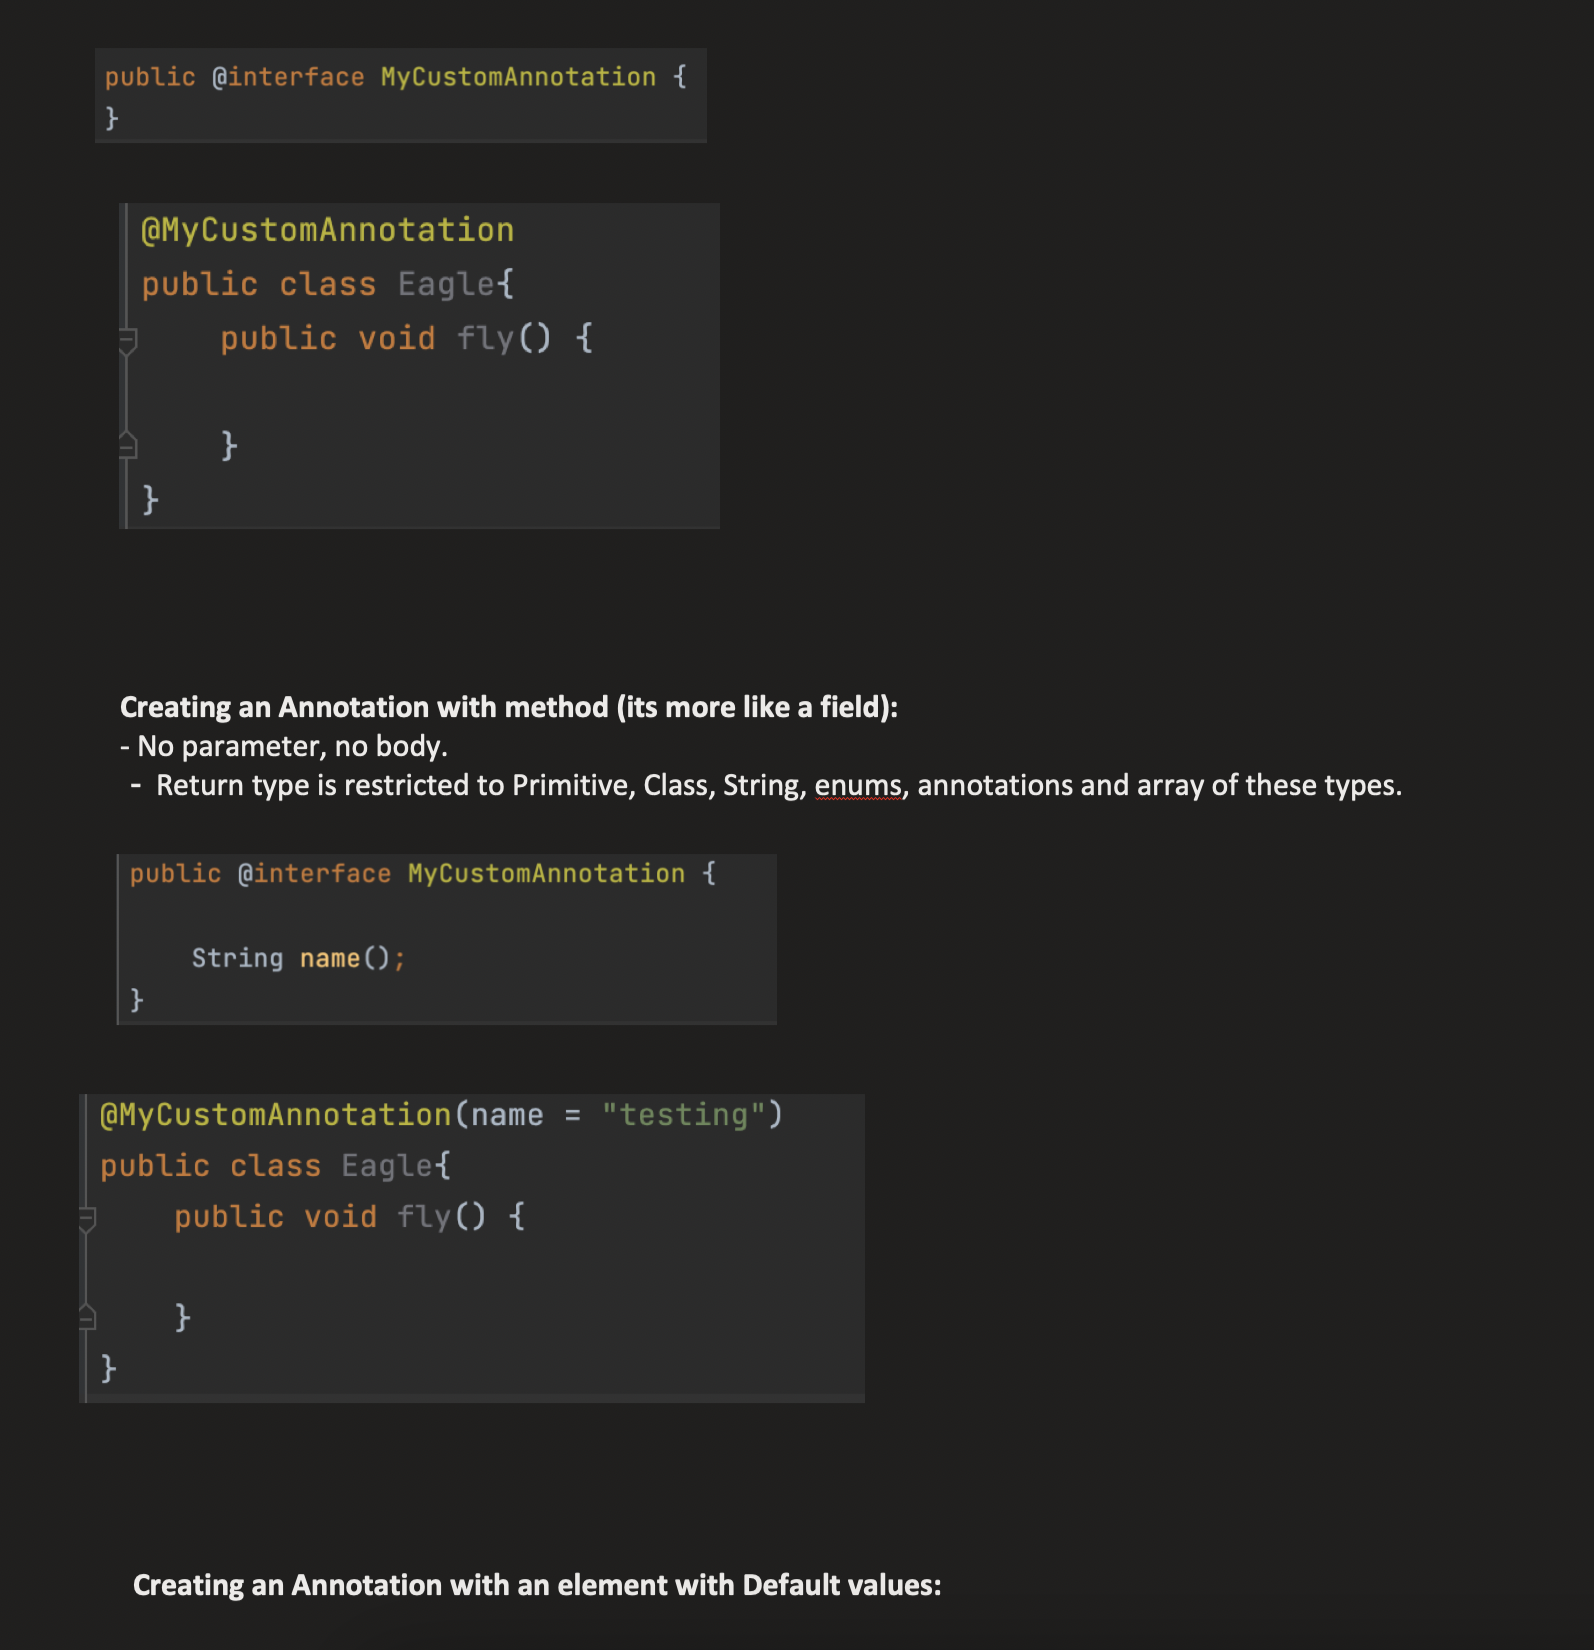 public @interface MyCustomAnnotation {
}
@MyCustomAnnotation
public class Eagle{
public void fly() {
}
}
Creating an Annotation with method (its more like a field):
- No parameter, no body.
- Return type is restricted to Primitive, Class, String, enums, annotations and array of these types.
public @interface MyCustomAnnotation {
String name();
}
@MyCustomAnnotation(name = "testing")
public class Eagle{
public void fly() {
}
}
Creating an Annotation with an element with Default values: